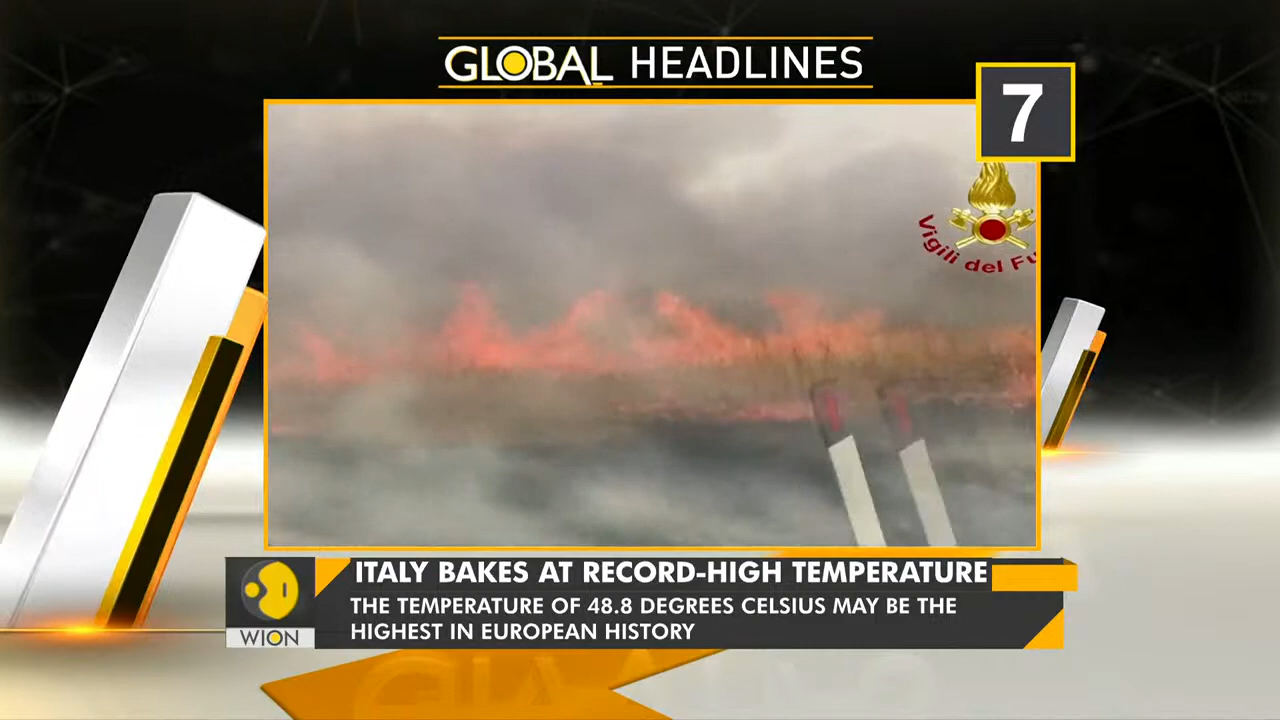 GLOBAL HEADLINES
7
Vigili del Fu
ITALY BAKES AT RECORD-HIGH TEMPERATURE
THE TEMPERATURE OF 48.8 DEGREES CELSIUS MAY BE THE
HIGHEST IN EUROPEAN HISTORY
WION